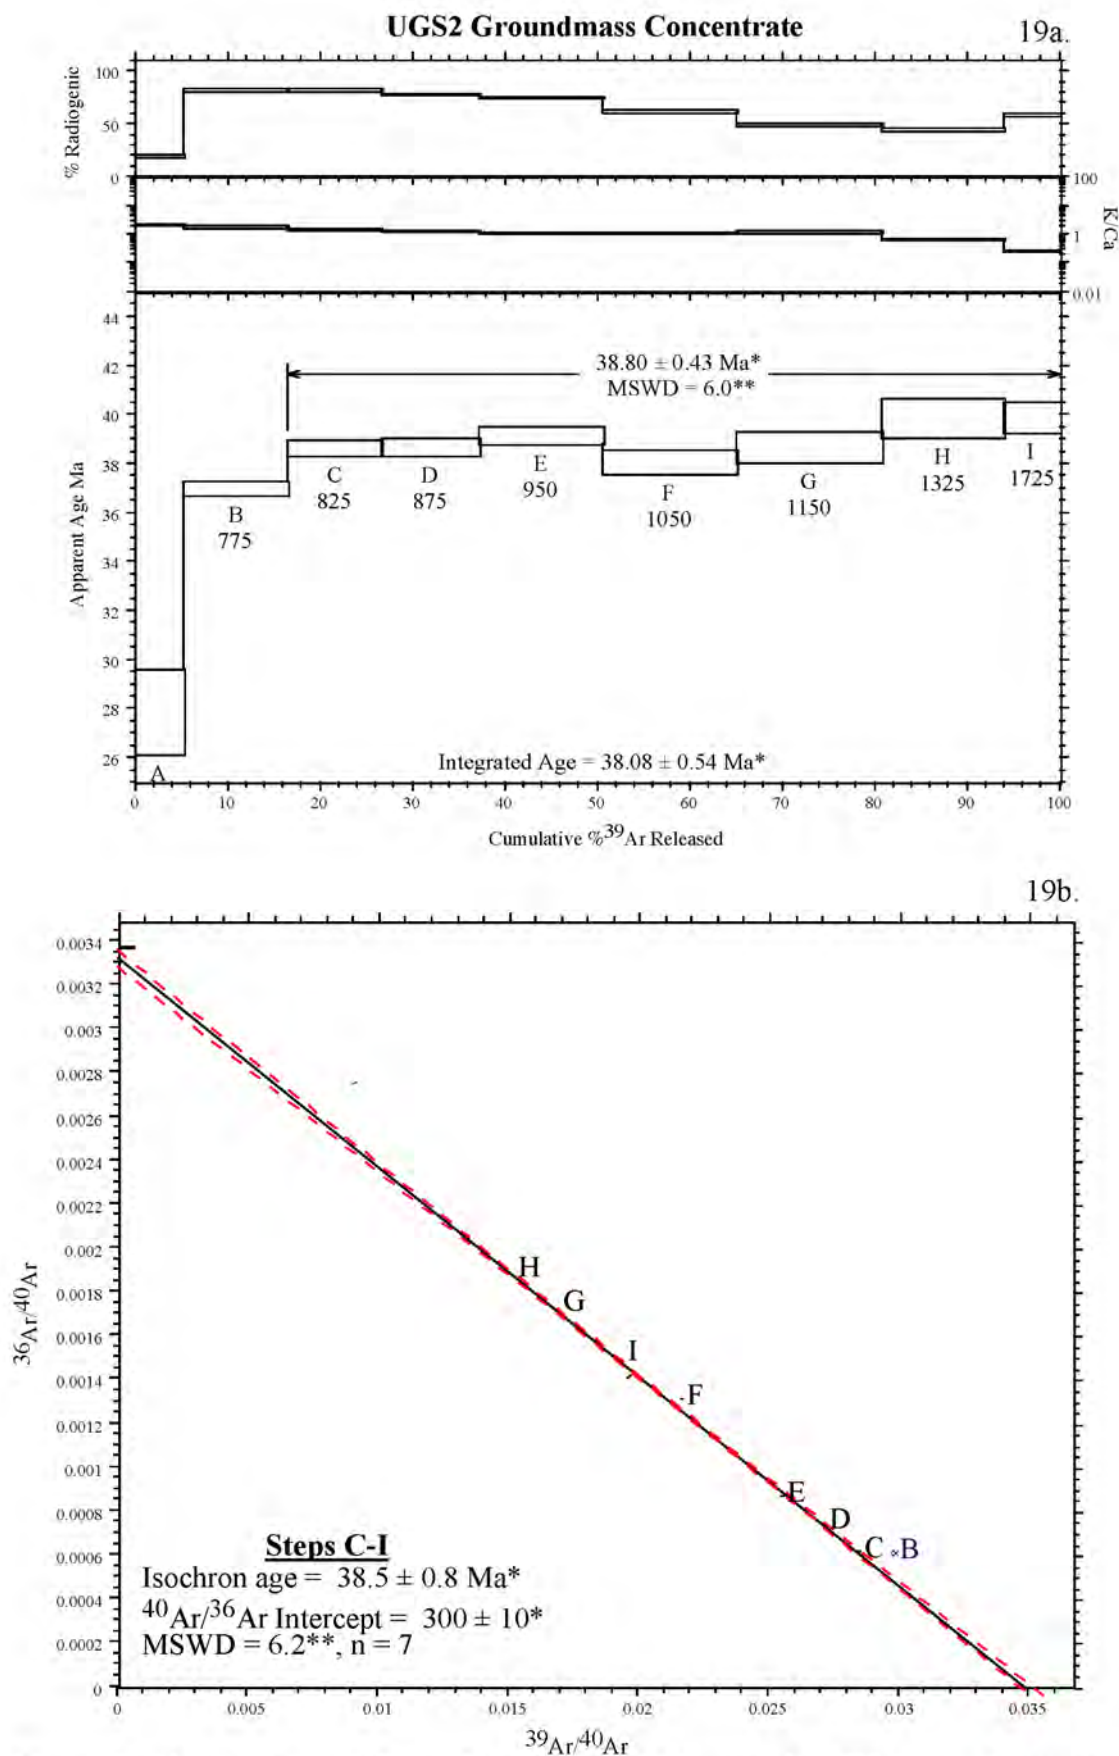 UGS2 Groundmass Concentrate
19a.
% Radiogenic
100
50
0
100
1
0.01
K/Ca
Apparent Age Ma
44
42
40
38
36
34
32
30
28
26
38.80 ± 0.43 Ma*
MSWD = 6.0**
A
B
775
C
825
D
875
E
950
F
1050
G
1150
H
1325
I
1725
Integrated Age = 38.08 ± 0.54 Ma*
0 10 20 30 40 50 60 70 80 90 100
Cumulative %³⁹Ar Released
19b.
³⁶Ar/⁴⁰Ar
0.0034
0.0032
0.003
0.0028
0.0026
0.0024
0.0022
0.002
0.0018
0.0016
0.0014
0.0012
0.001
0.0008
0.0006
0.0004
0.0002
0
H
G
I
F
E
D
C
B
Steps C-I
Isochron age = 38.5 ± 0.8 Ma*
⁴⁰Ar/³⁶Ar Intercept = 300 ± 10*
MSWD = 6.2**, n = 7
0 0.005 0.01 0.015 0.02 0.025 0.03 0.035
³⁹Ar/⁴⁰Ar